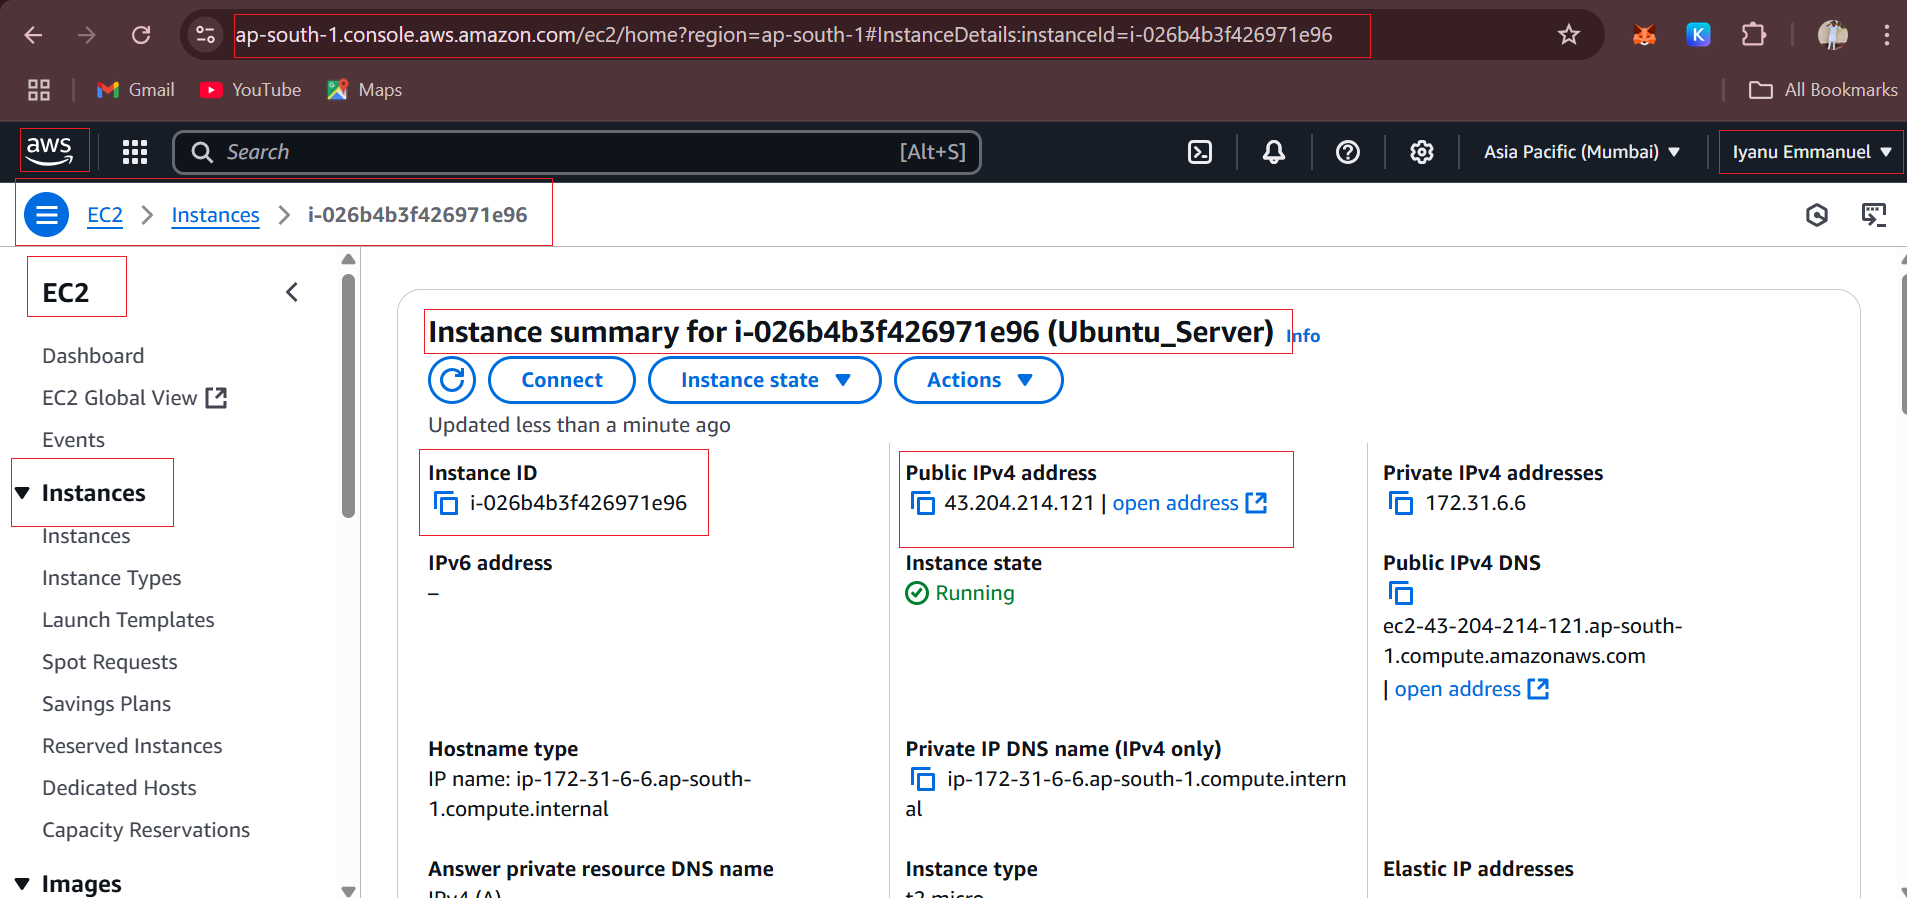 ap-south-1.console.aws.amazon.com/ec2/home?region=ap-south-1#InstanceDetails:instanceId=i-026b4b3f426971e96
K
Gmail
YouTube
Maps
All Bookmarks
aws
Search
[Alt+S]
Asia Pacific (Mumbai)
Iyanu Emmanuel
EC2 > Instances > i-026b4b3f426971e96
EC2
Dashboard
EC2 Global View
Events
Instances
Instances
Instance Types
Launch Templates
Spot Requests
Savings Plans
Reserved Instances
Dedicated Hosts
Capacity Reservations
Images
Instance summary for i-026b4b3f426971e96 (Ubuntu_Server) Info
Connect
Instance state
Actions
Updated less than a minute ago
Instance ID
i-026b4b3f426971e96
Public IPv4 address
43.204.214.121 | open address
Private IPv4 addresses
172.31.6.6
IPv6 address
–
Instance state
Running
Public IPv4 DNS
ec2-43-204-214-121.ap-south-
1.compute.amazonaws.com
| open address
Hostname type
IP name: ip-172-31-6-6.ap-south-
1.compute.internal
Private IP DNS name (IPv4 only)
ip-172-31-6-6.ap-south-1.compute.intern
al
Answer private resource DNS name
IPv4 (A)
Instance type
t2.micro
Elastic IP addresses